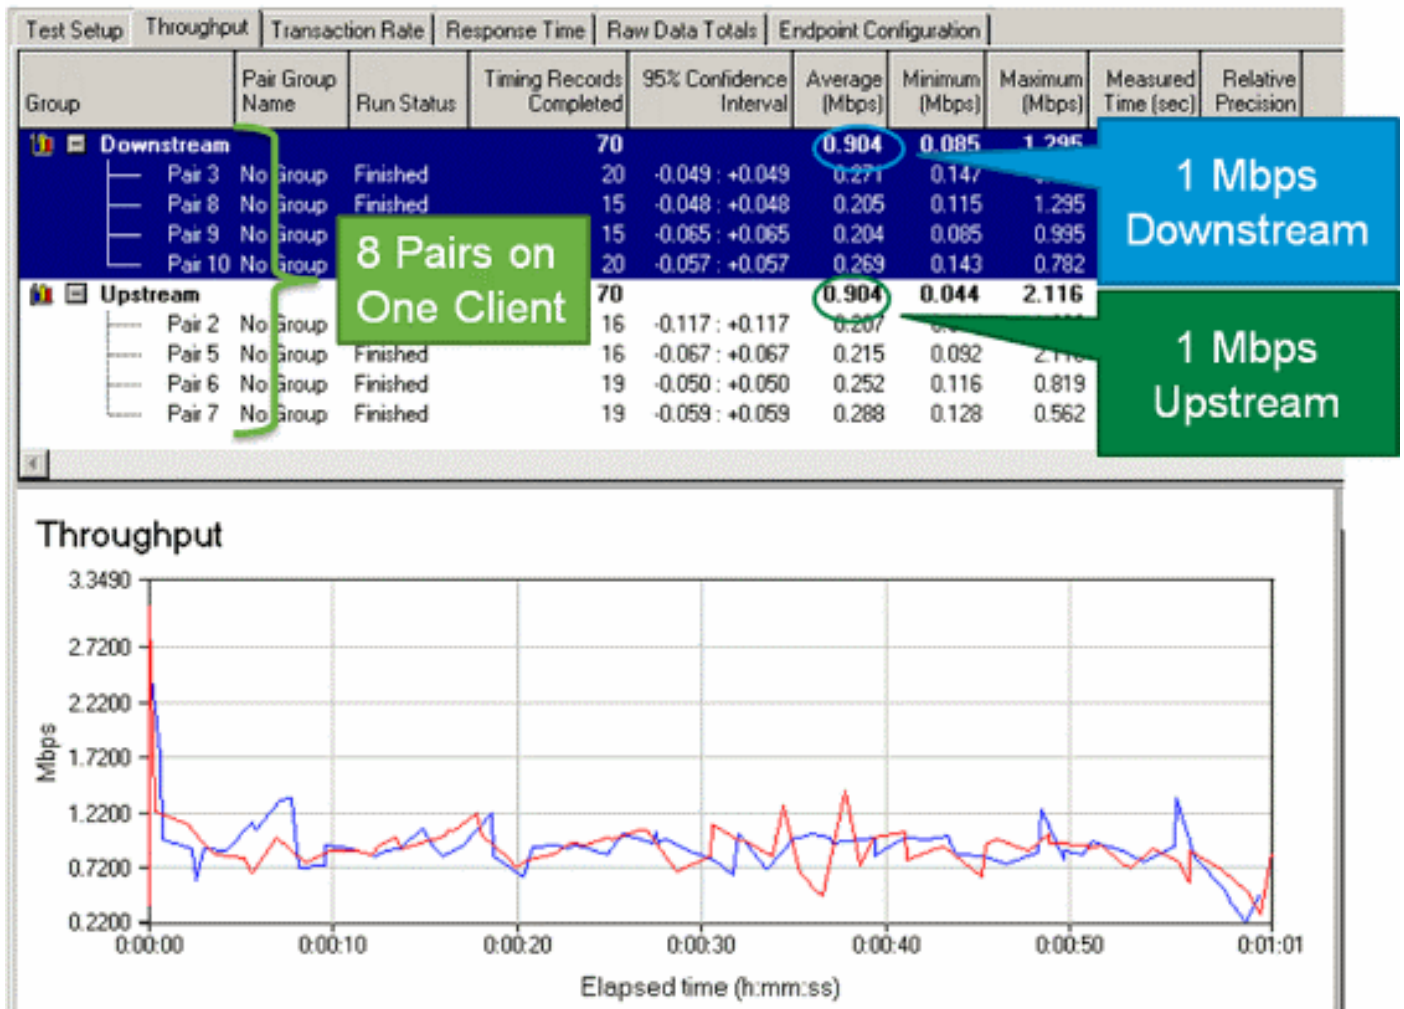 Test Setup Throughput Transaction Rate Response Time Raw Data Totals Endpoint Configuration
Group Pair Group Name Run Status Timing Records Completed 95% Confidence Interval Average (Mbps) Minimum (Mbps) Maximum (Mbps) Measured Time (sec) Relative Precision
Downstream 70 0.904 0.085 1.295
Pair 3 No Group Finished 20 -0.049 : +0.049 0.271 0.147
Pair 8 No Group Finished 15 -0.048 : +0.048 0.205 0.115 1.295
Pair 9 No Group 15 -0.065 : +0.065 0.204 0.085 0.995
Pair 10 No Group 20 -0.057 : +0.057 0.269 0.143 0.782
Upstream 70 0.904 0.044 2.116
Pair 2 No Group 16 -0.117 : +0.117 0.207
Pair 5 No Group Finished 16 -0.067 : +0.067 0.215 0.092 2.116
Pair 6 No Group Finished 19 -0.050 : +0.050 0.252 0.116 0.819
Pair 7 No Group Finished 19 -0.059 : +0.059 0.288 0.128 0.562
8 Pairs on
One Client
1 Mbps
Downstream
1 Mbps
Upstream
Throughput
Mbps
3.3490
2.7200
2.2200
1.7200
1.2200
0.7200
0.2200
0:00:00 0:00:10 0:00:20 0:00:30 0:00:40 0:00:50 0:01:01
Elapsed time (h:mm:ss)